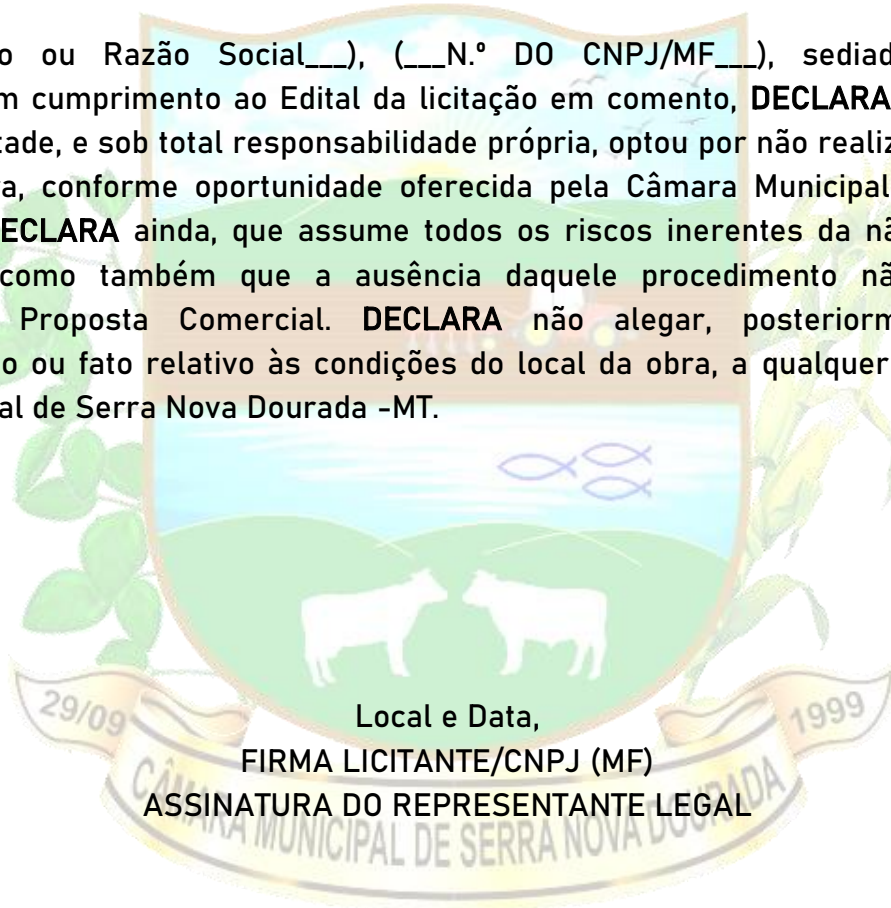 o ou Razão Social___), (___N.º DO CNPJ/MF___), sediad
m cumprimento ao Edital da licitação em comento, DECLARA
tade, e sob total responsabilidade própria, optou por não realiz
a, conforme oportunidade oferecida pela Câmara Municipal
ECLARA ainda, que assume todos os riscos inerentes da nã
como também que a ausência daquele procedimento nã
Proposta Comercial. DECLARA não alegar, posteriorm
o ou fato relativo às condições do local da obra, a qualquer
al de Serra Nova Dourada -MT.
29/09
1999
Local e Data,
FIRMA LICITANTE/CNPJ (MF)
ASSINATURA DO REPRESENTANTE LEGAL
CÂMARA MUNICIPAL DE SERRA NOVA DOURADA